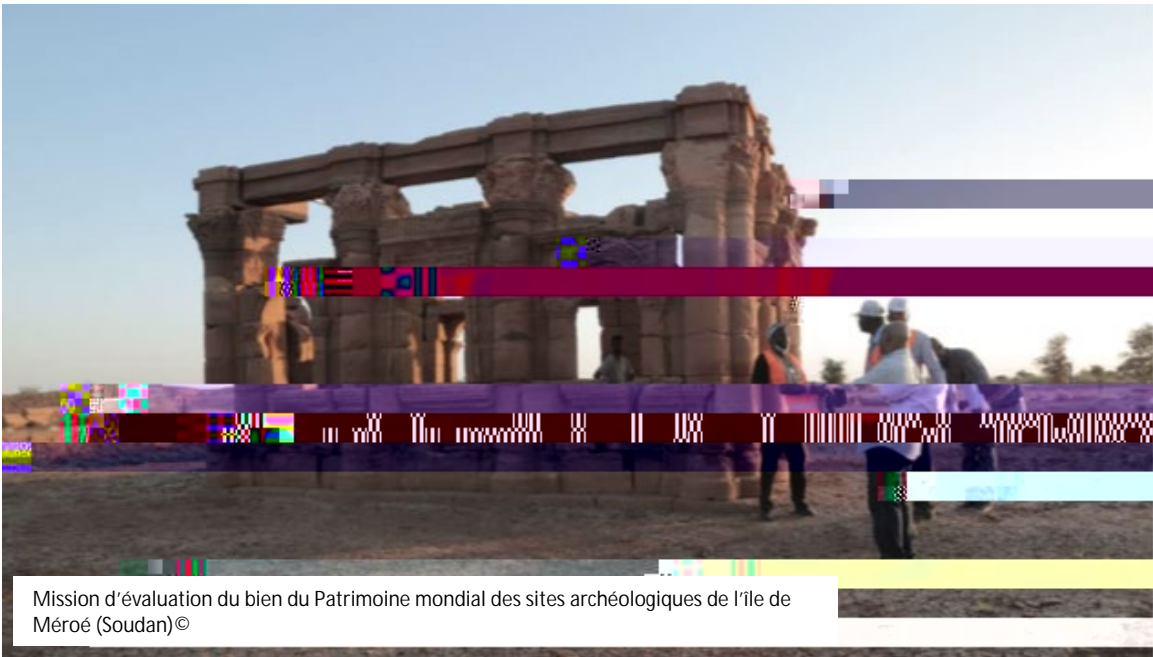 Mission d'évaluation du bien du Patrimoine mondial des sites archéologiques de l'île de
Méroé (Soudan)©